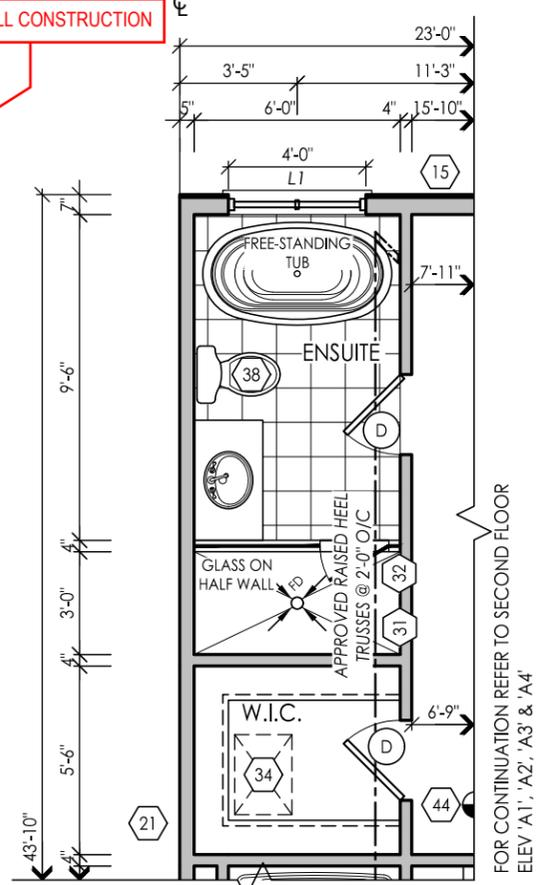 LL CONSTRUCTION
℄
23'-0"
3'-5"
11'-3"
5"
6'-0"
4"
15'-10"
4'-0"
L1
15
7"
FREE-STANDING
TUB
7'-11"
ENSUITE
38
9'-6"
D
4"
GLASS ON
HALF WALL
FD
APPROVED RAISED HEEL
TRUSSES @ 2'-0" O/C
32
3'-0"
31
4"
W.I.C.
6'-9"
D
34
5'-6"
44
21
43'-10"
4"
FOR CONTINUATION REFER TO SECOND FLOOR
ELEV 'A1', 'A2', 'A3' & 'A4'